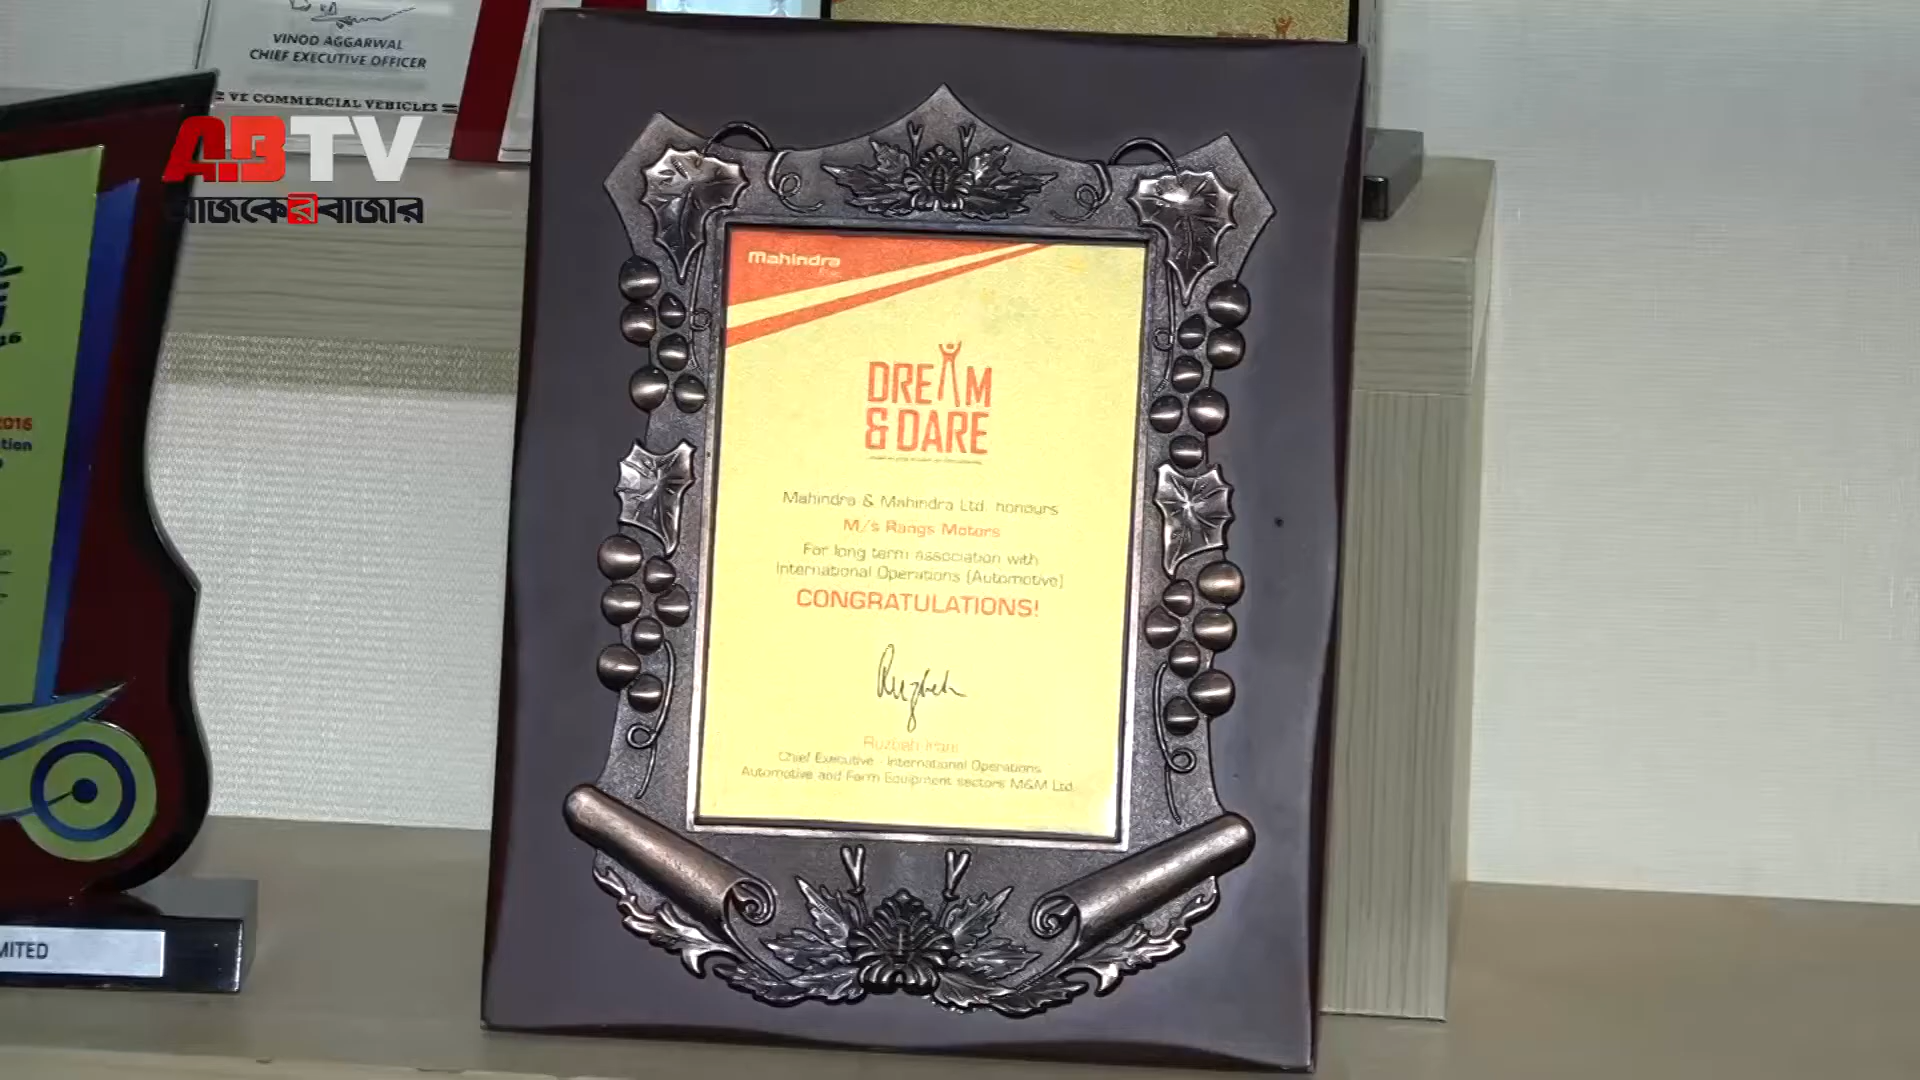 VINOD AGGARWAL
CHIEF EXECUTIVE OFFICER
VE COMMERCIAL VEHICLES
ABTV
আজকেরবাজার
2016
tion
MITED
Mahindra
Rise
DREAM
& DARE
Mahindra & Mahindra Ltd. honours
M/s Rangs Motors
For long term association with
International Operations (Automotive)
CONGRATULATIONS!
Ruzbeh
Ruzbeh Irani
Chief Executive - International Operations
Automotive and Farm Equipment sectors M&M Ltd.